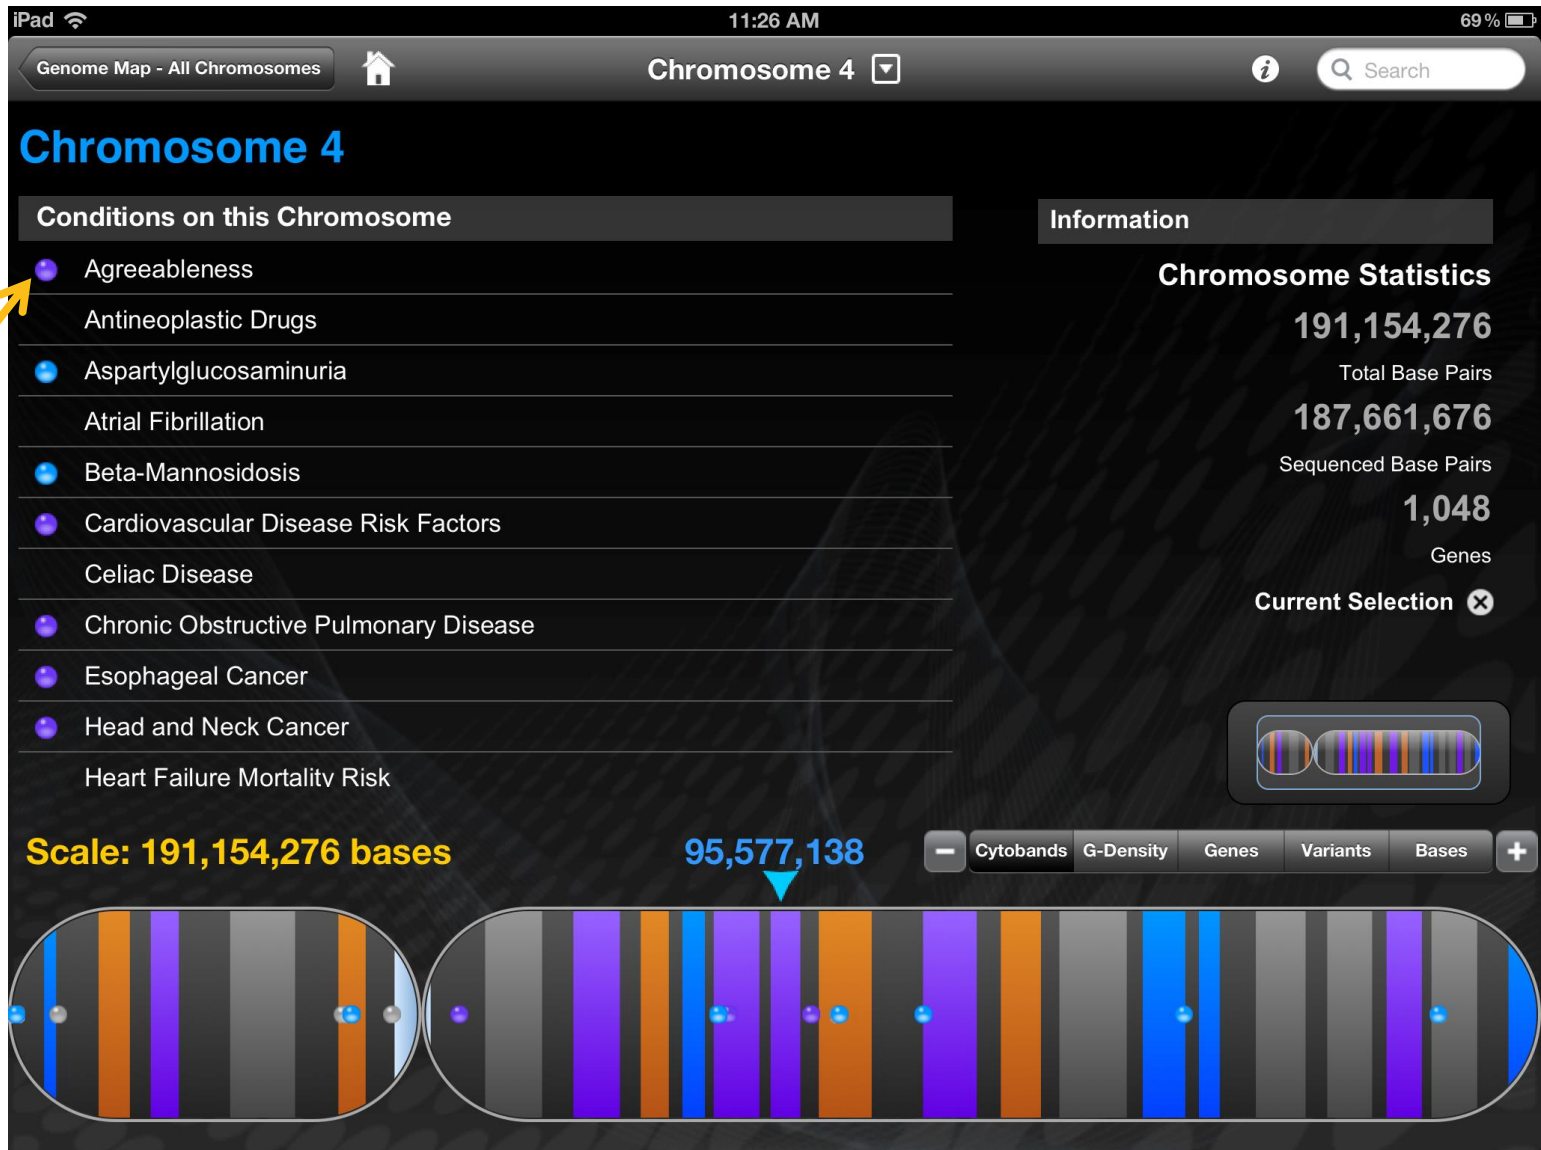 iPad 11:26 AM 69%
Genome Map - All Chromosomes Chromosome 4 i Search
Chromosome 4
Conditions on this Chromosome
Agreeableness
Antineoplastic Drugs
Aspartylglucosaminuria
Atrial Fibrillation
Beta-Mannosidosis
Cardiovascular Disease Risk Factors
Celiac Disease
Chronic Obstructive Pulmonary Disease
Esophageal Cancer
Head and Neck Cancer
Heart Failure Mortality Risk
Information
Chromosome Statistics
191,154,276
Total Base Pairs
187,661,676
Sequenced Base Pairs
1,048
Genes
Current Selection
Scale: 191,154,276 bases 95,577,138 Cytobands G-Density Genes Variants Bases